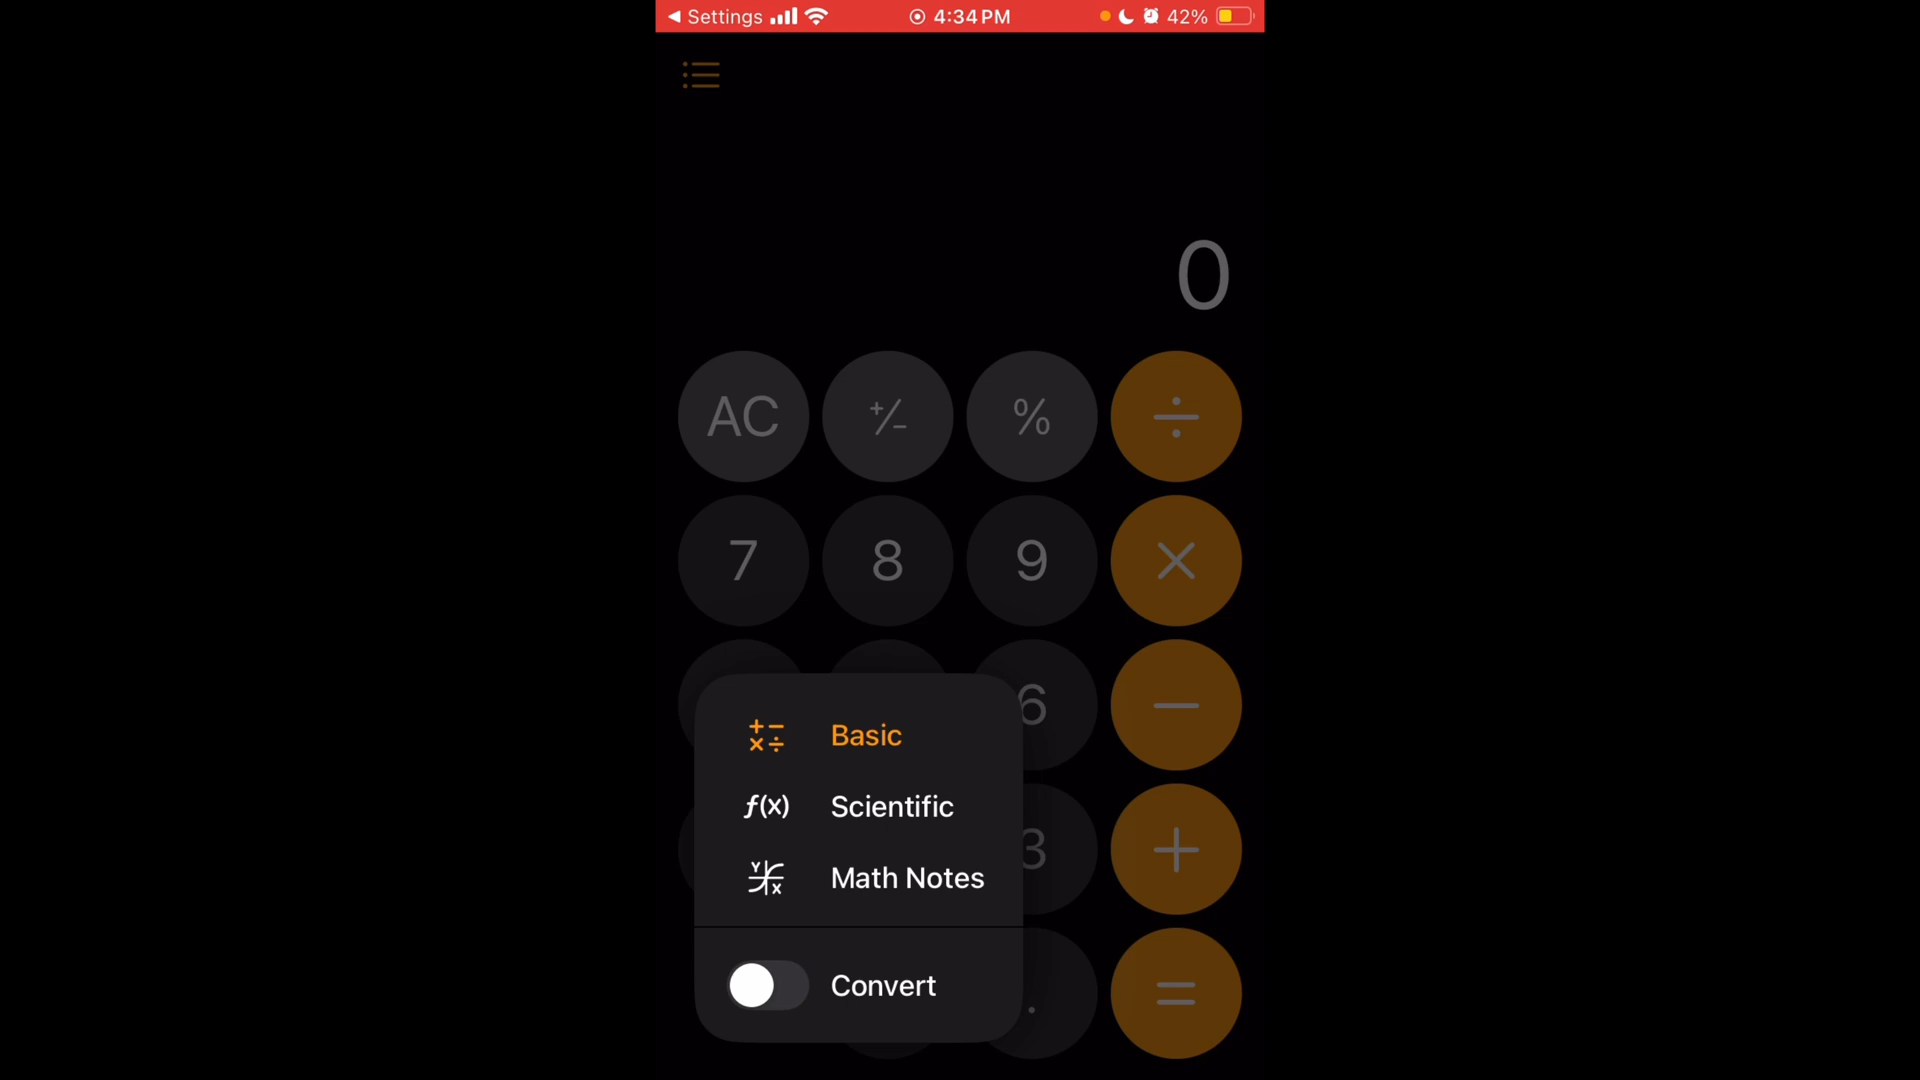 ◀ Settings 4:34 PM 42%
0
AC +/− % ÷
7 8 9 ×
6 −
Basic
f(x) Scientific
3 +
Y X Math Notes
Convert
. =